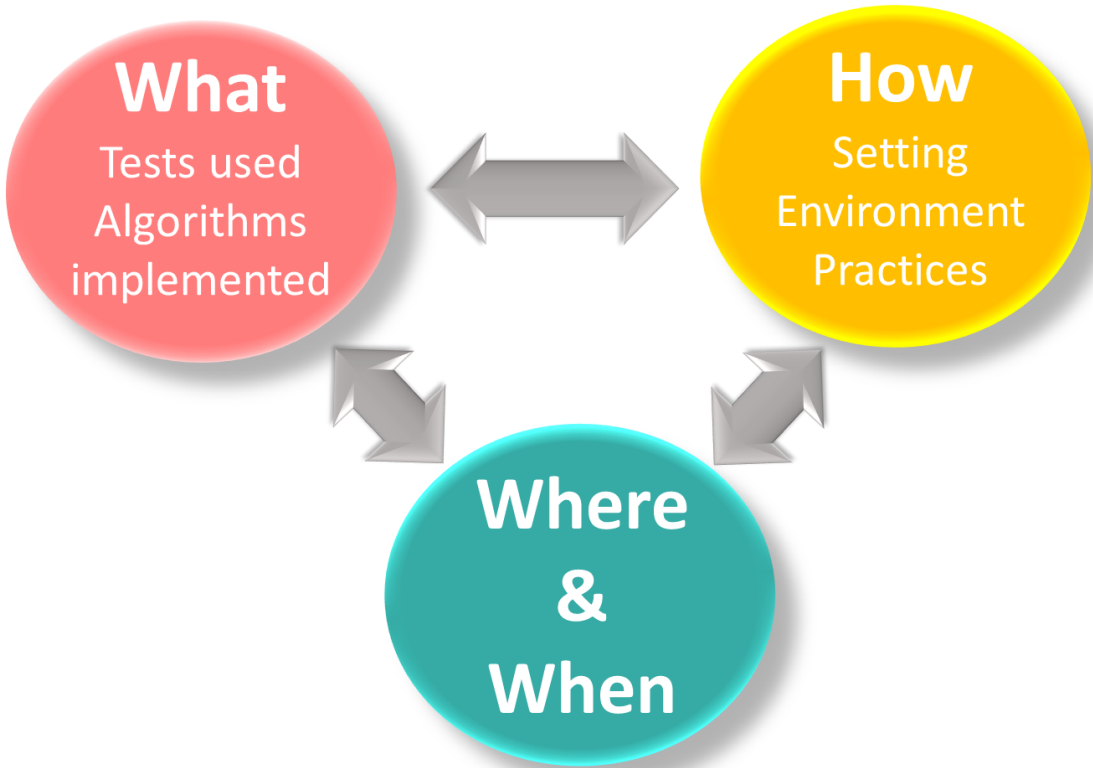 What
Tests used
Algorithms
implemented
How
Setting
Environment
Practices
Where
&
When